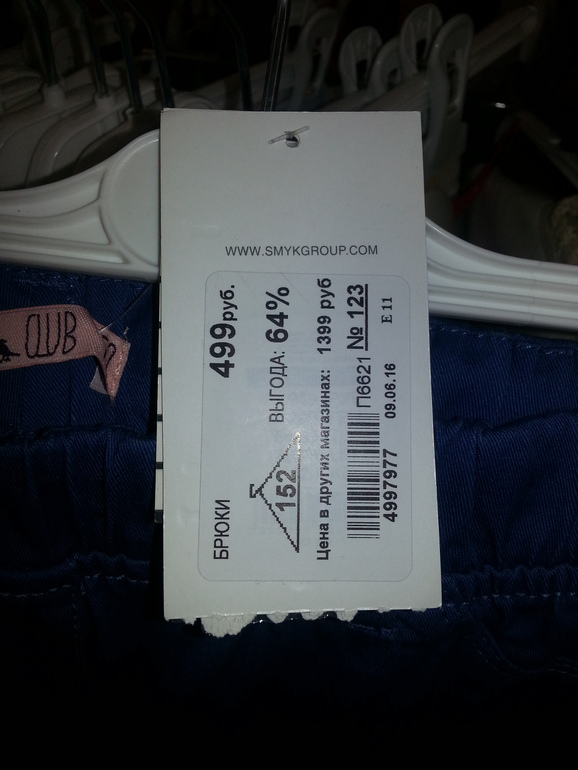 WWW.SMYKGROUP.COM
БРЮКИ
499руб.
152
ВЫГОДА: 64%
Цена в других магазинах: 1399 руб
П6621 № 123
4997977
09.06.16
E 11